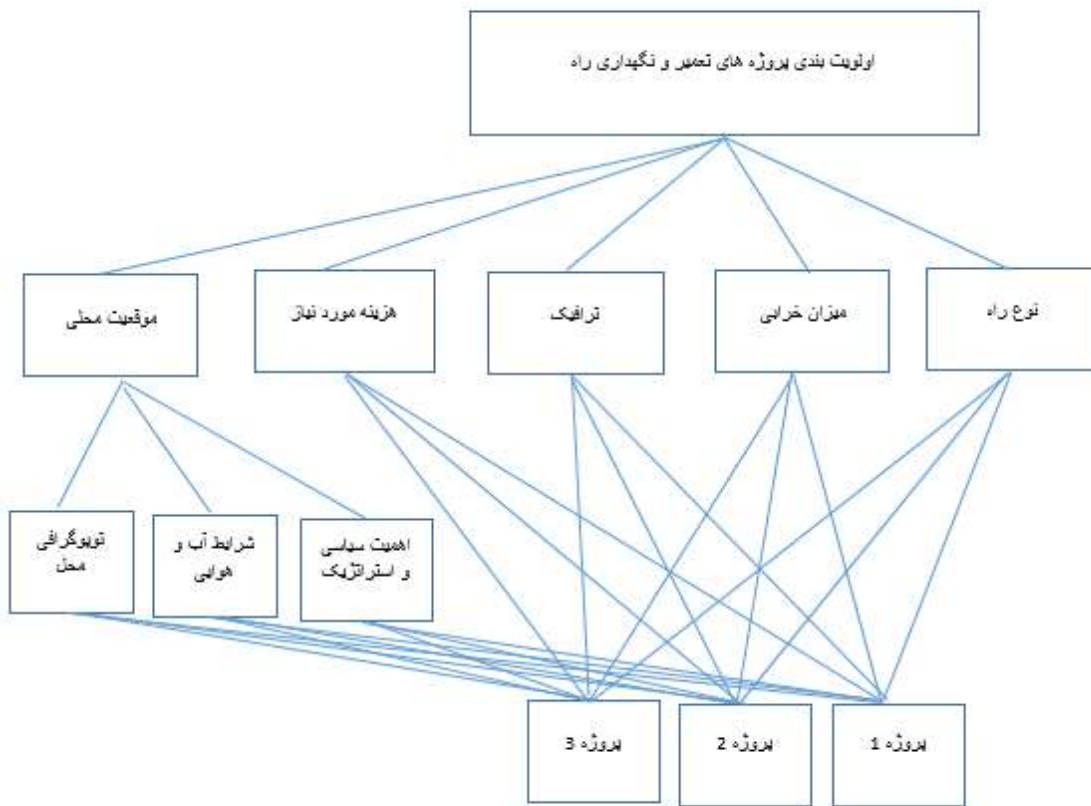 اولویت بندی پروژه های تعمیر و نگهداری راه
نوع راه
میزان خرابی
ترافیک
هزینه مورد نیاز
موقعیت محلی
اهمیت سیاسی
و استراتژیک
شرایط آب و
هوایی
توپوگرافی
محل
پروژه 1
پروژه 2
پروژه 3